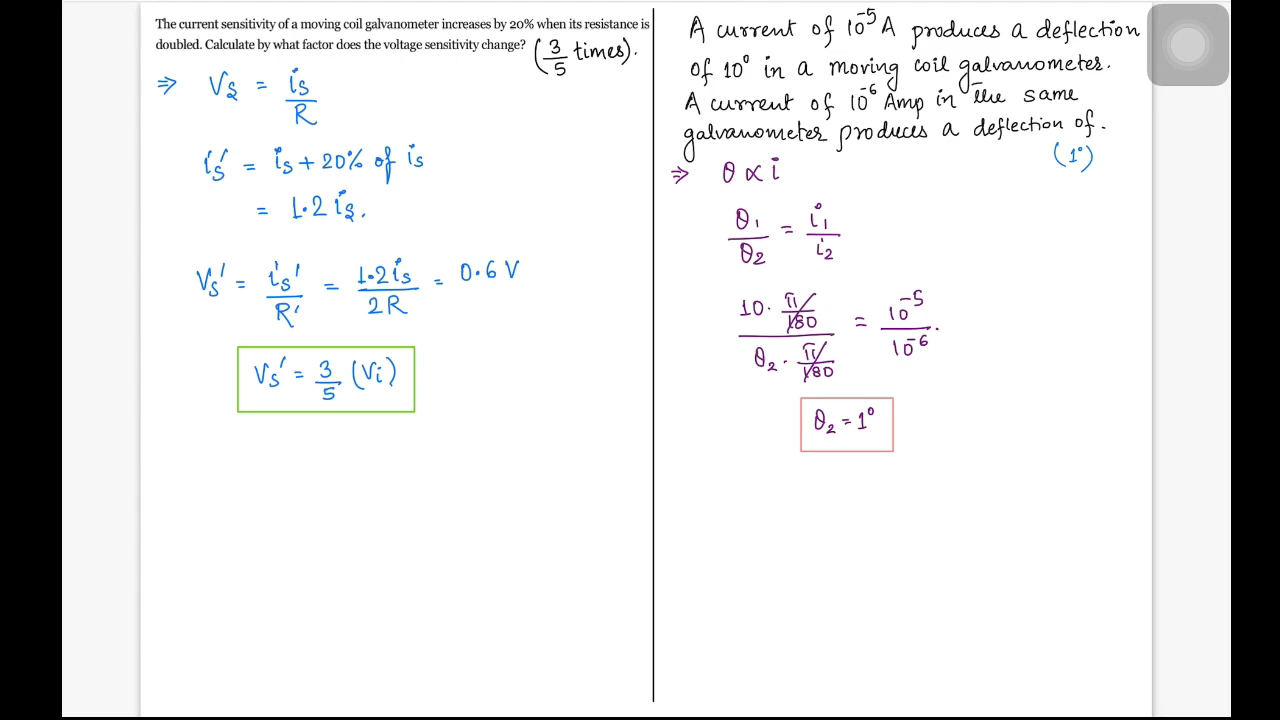 The current sensitivity of a moving coil galvanometer increases by 20% when its resistance is
doubled. Calculate by what factor does the voltage sensitivity change? (3/5 times).
⇒ Vs = is/R
is' = is + 20% of is
= 1.2 is.
Vs' = is'/R' = 1.2 is/2R = 0.6 V
Vs' = 3/5 (Vi)
A current of 10⁻⁵ A produces a deflection
of 10° in a moving coil galvanometer.
A current of 10⁻⁶ Amp in the same
galvanometer produces a deflection of.
(1°)
⇒ θ ∝ i
θ₁/θ₂ = i₁/i₂
10 · π/180 / θ₂ · π/180 = 10⁻⁵/10⁻⁶.
θ₂ = 1°